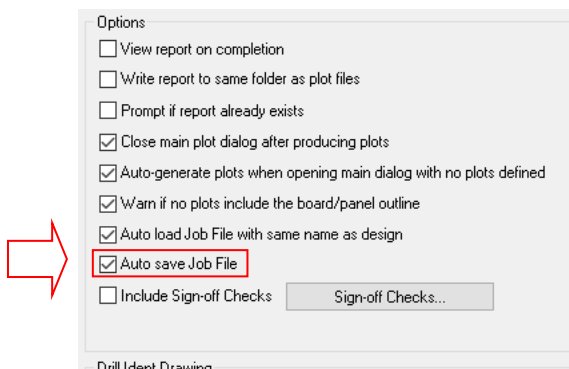 Options
View report on completion
Write report to same folder as plot files
Prompt if report already exists
Close main plot dialog after producing plots
Auto-generate plots when opening main dialog with no plots defined
Warn if no plots include the board/panel outline
Auto load Job File with same name as design
Auto save Job File
Include Sign-off Checks Sign-off Checks...
Drill Ident Drawing